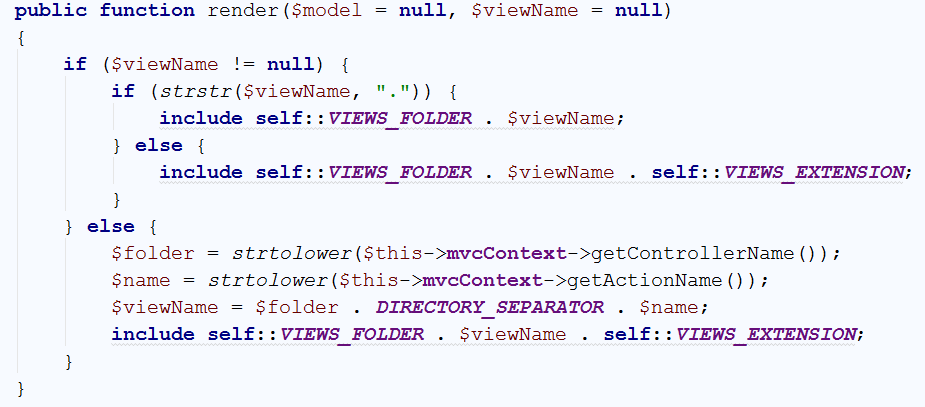 public function render($model = null, $viewName = null)
{
    if ($viewName != null) {
        if (strstr($viewName, ".")) {
            include self::VIEWS_FOLDER . $viewName;
        } else {
            include self::VIEWS_FOLDER . $viewName . self::VIEWS_EXTENSION;
        }
    } else {
        $folder = strtolower($this->mvcContext->getControllerName());
        $name = strtolower($this->mvcContext->getActionName());
        $viewName = $folder . DIRECTORY_SEPARATOR . $name;
        include self::VIEWS_FOLDER . $viewName . self::VIEWS_EXTENSION;
    }
}